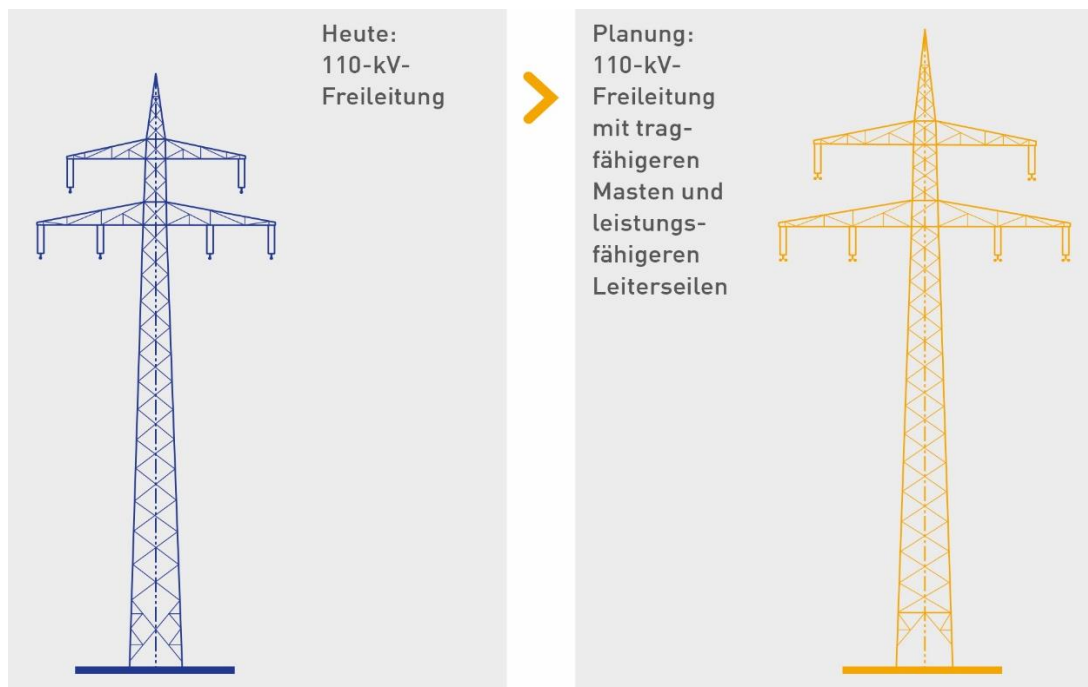 Heute:
110-kV-
Freileitung
Planung:
110-kV-
Freileitung
mit trag-
fähigeren
Masten und
leistungs-
fähigeren
Leiterseilen